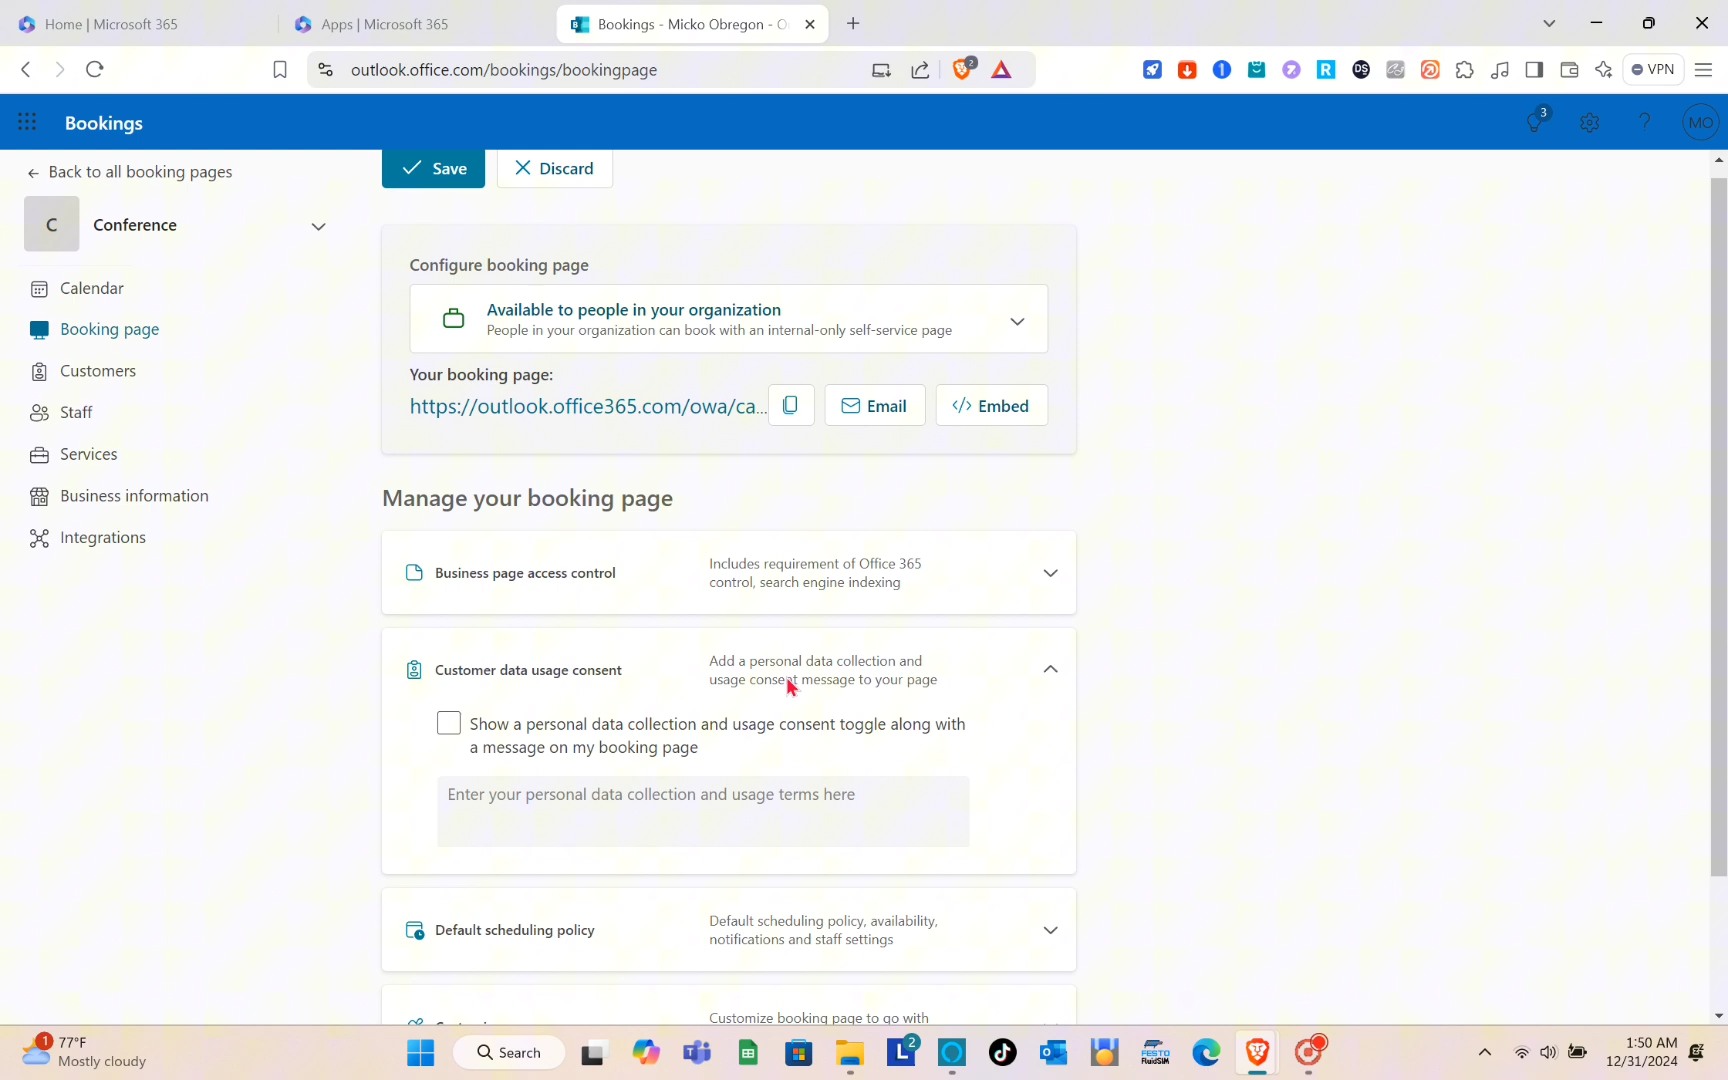 Home | Microsoft 365
Apps | Microsoft 365
Bookings - Micko Obregon - O
outlook.office.com/bookings/bookingpage
2
VPN
Bookings
3
MO
Back to all booking pages
Save
Discard
C
Conference
Configure booking page
Calendar
Available to people in your organization
People in your organization can book with an internal-only self-service page
Booking page
Customers
Your booking page:
https://outlook.office365.com/owa/ca...
Email
</> Embed
Staff
Services
Business information
Manage your booking page
Integrations
Business page access control
Includes requirement of Office 365
control, search engine indexing
Customer data usage consent
Add a personal data collection and
usage consent message to your page
Show a personal data collection and usage consent toggle along with
a message on my booking page
Enter your personal data collection and usage terms here
Default scheduling policy
Default scheduling policy, availability,
notifications and staff settings
Customize booking page to go with
1
77°F
Mostly cloudy
Search
L
2
FESTO
FluidSIM
1:50 AM
12/31/2024